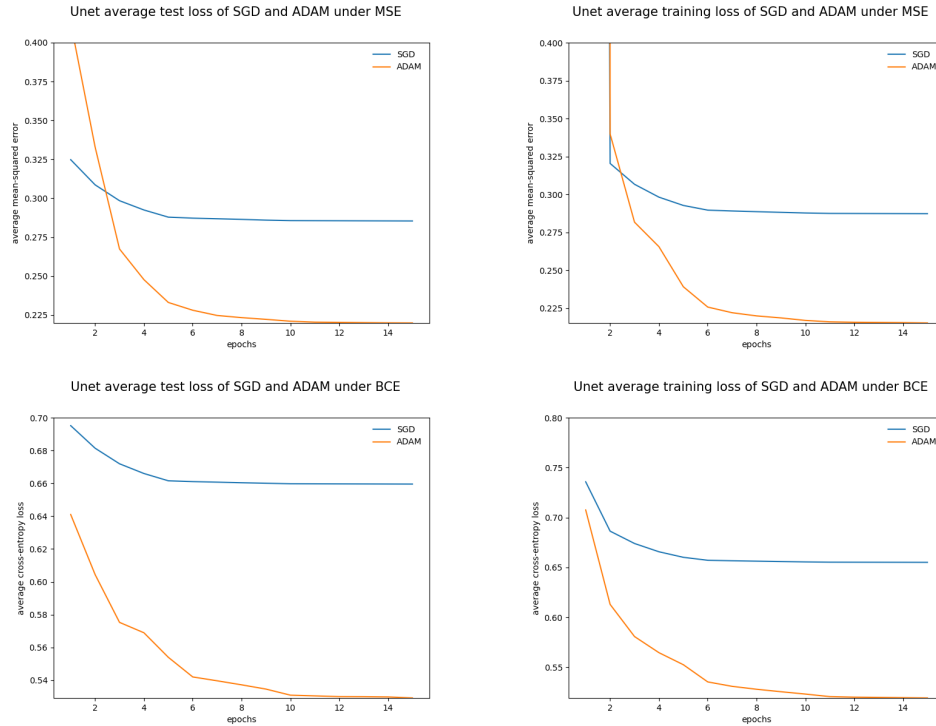 Unet average test loss of SGD and ADAM under MSE
0.400
0.375
0.350
0.325
0.300
0.275
0.250
0.225
average mean-squared error
SGD
ADAM
2 4 6 8 10 12 14
epochs
Unet average training loss of SGD and ADAM under MSE
0.400
0.375
0.350
0.325
0.300
0.275
0.250
0.225
average mean-squared error
SGD
ADAM
2 4 6 8 10 12 14
epochs
Unet average test loss of SGD and ADAM under BCE
0.70
0.68
0.66
0.64
0.62
0.60
0.58
0.56
0.54
average cross-entropy loss
SGD
ADAM
2 4 6 8 10 12 14
epochs
Unet average training loss of SGD and ADAM under BCE
0.80
0.75
0.70
0.65
0.60
0.55
average cross-entropy loss
SGD
ADAM
2 4 6 8 10 12 14
epochs